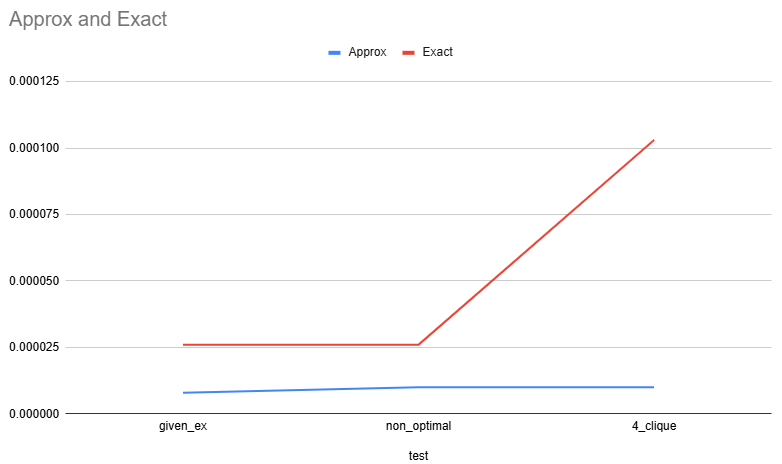 Approx and Exact
Approx Exact
0.000125
0.000100
0.000075
0.000050
0.000025
0.000000
given_ex non_optimal 4_clique
test